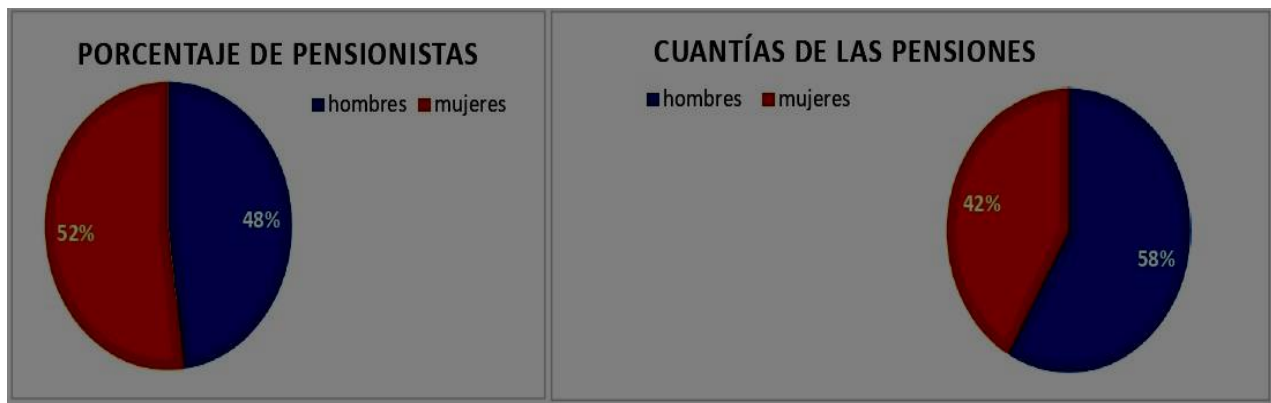 PORCENTAJE DE PENSIONISTAS
hombres mujeres
48%
52%
CUANTÍAS DE LAS PENSIONES
hombres mujeres
42%
58%